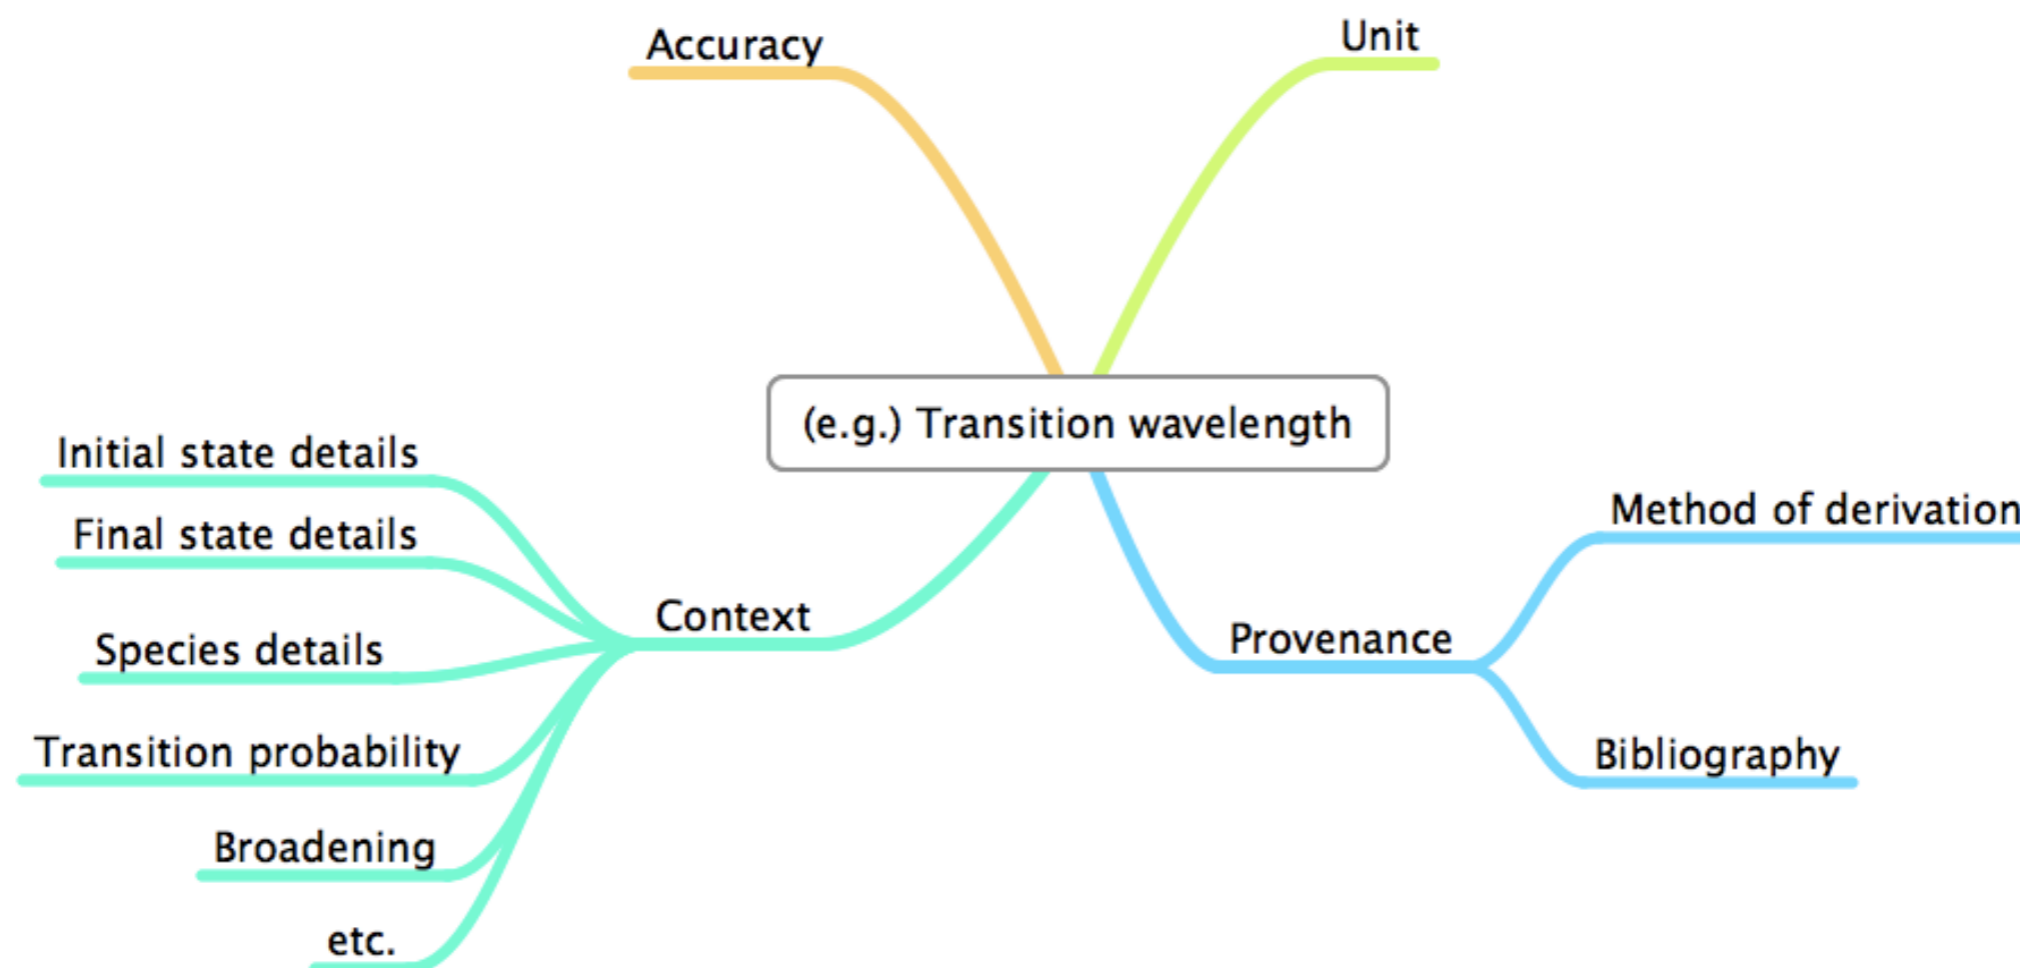 Accuracy
Unit
(e.g.) Transition wavelength
Initial state details
Final state details
Species details
Transition probability
Broadening
etc.
Context
Provenance
Method of derivation
Bibliography